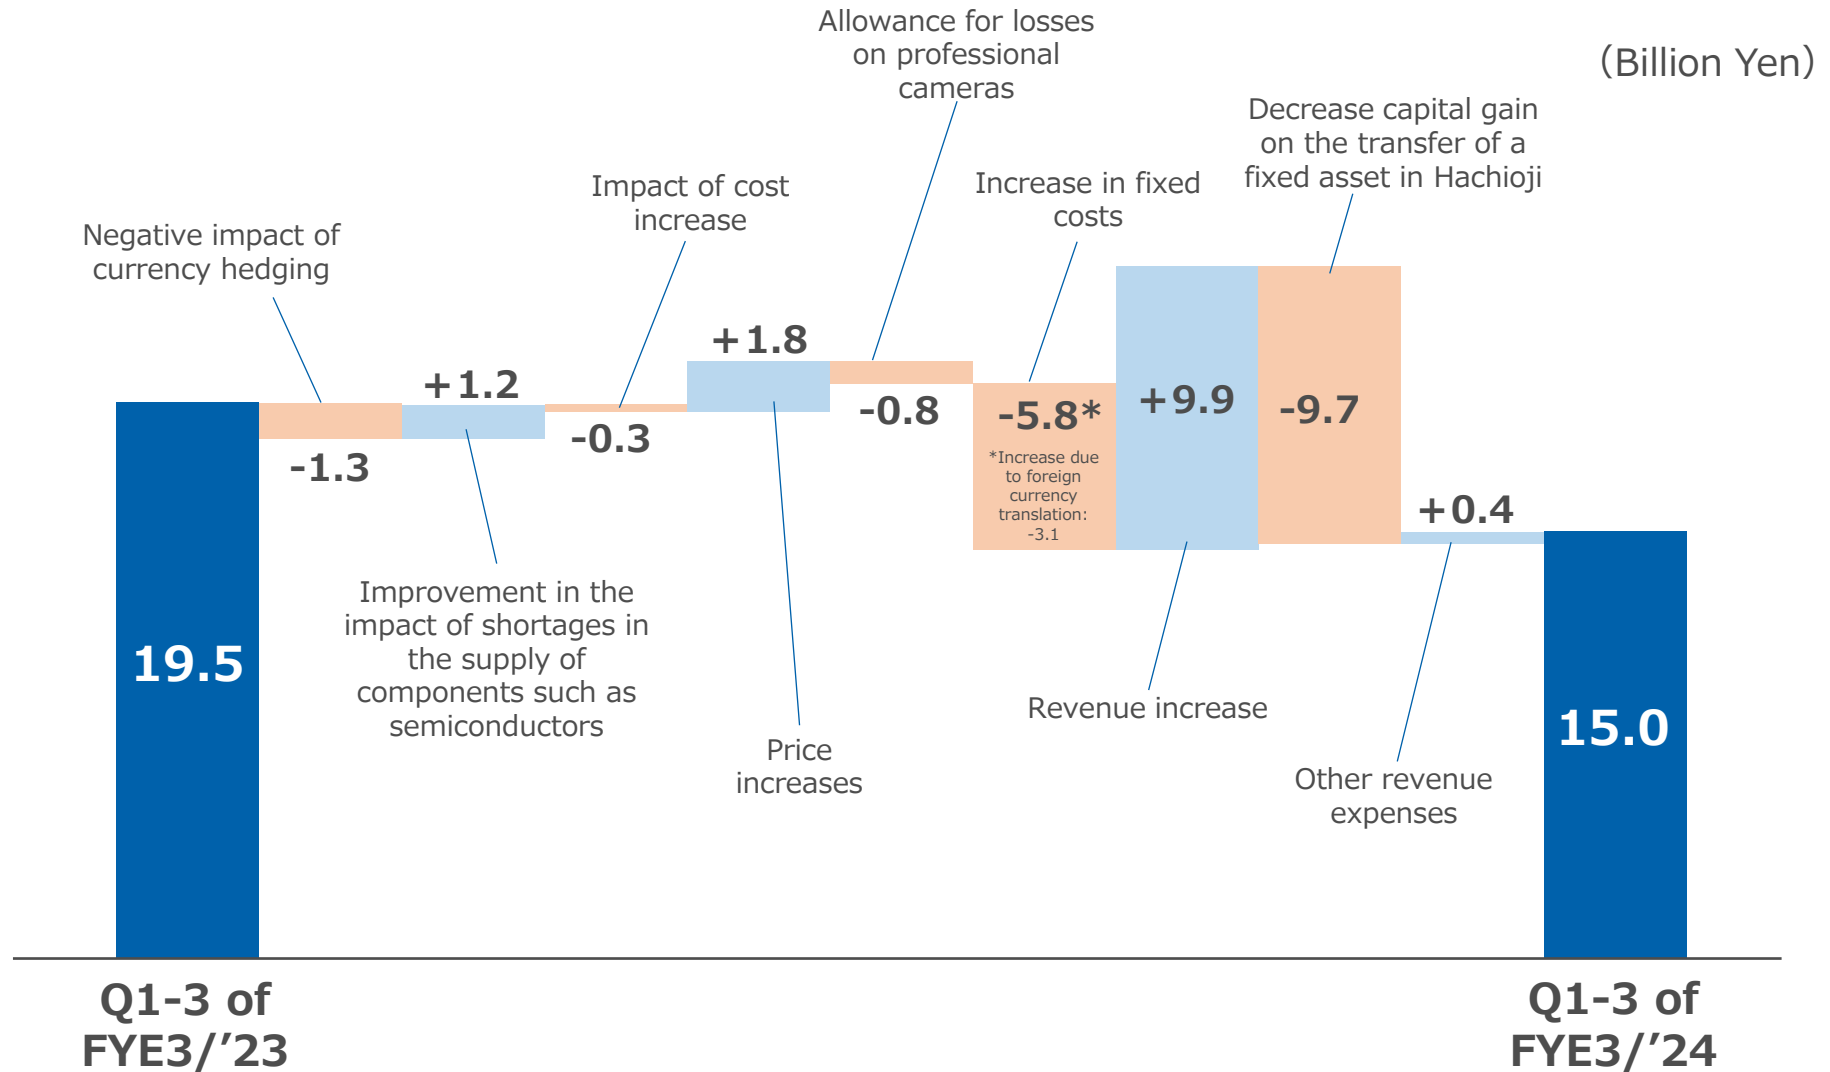 Allowance for losses
on professional
cameras
（Billion Yen）
Decrease capital gain
on the transfer of a
fixed asset in Hachioji
Impact of cost
increase
Increase in fixed
costs
Negative impact of
currency hedging
-1.3
+1.2
-0.3
+1.8
-0.8
-5.8*
*Increase due
to foreign
currency
translation:
-3.1
+9.9
-9.7
+0.4
19.5
15.0
Improvement in the
impact of shortages in
the supply of
components such as
semiconductors
Price
increases
Revenue increase
Other revenue
expenses
Q1-3 of
FYE3/’23
Q1-3 of
FYE3/’24